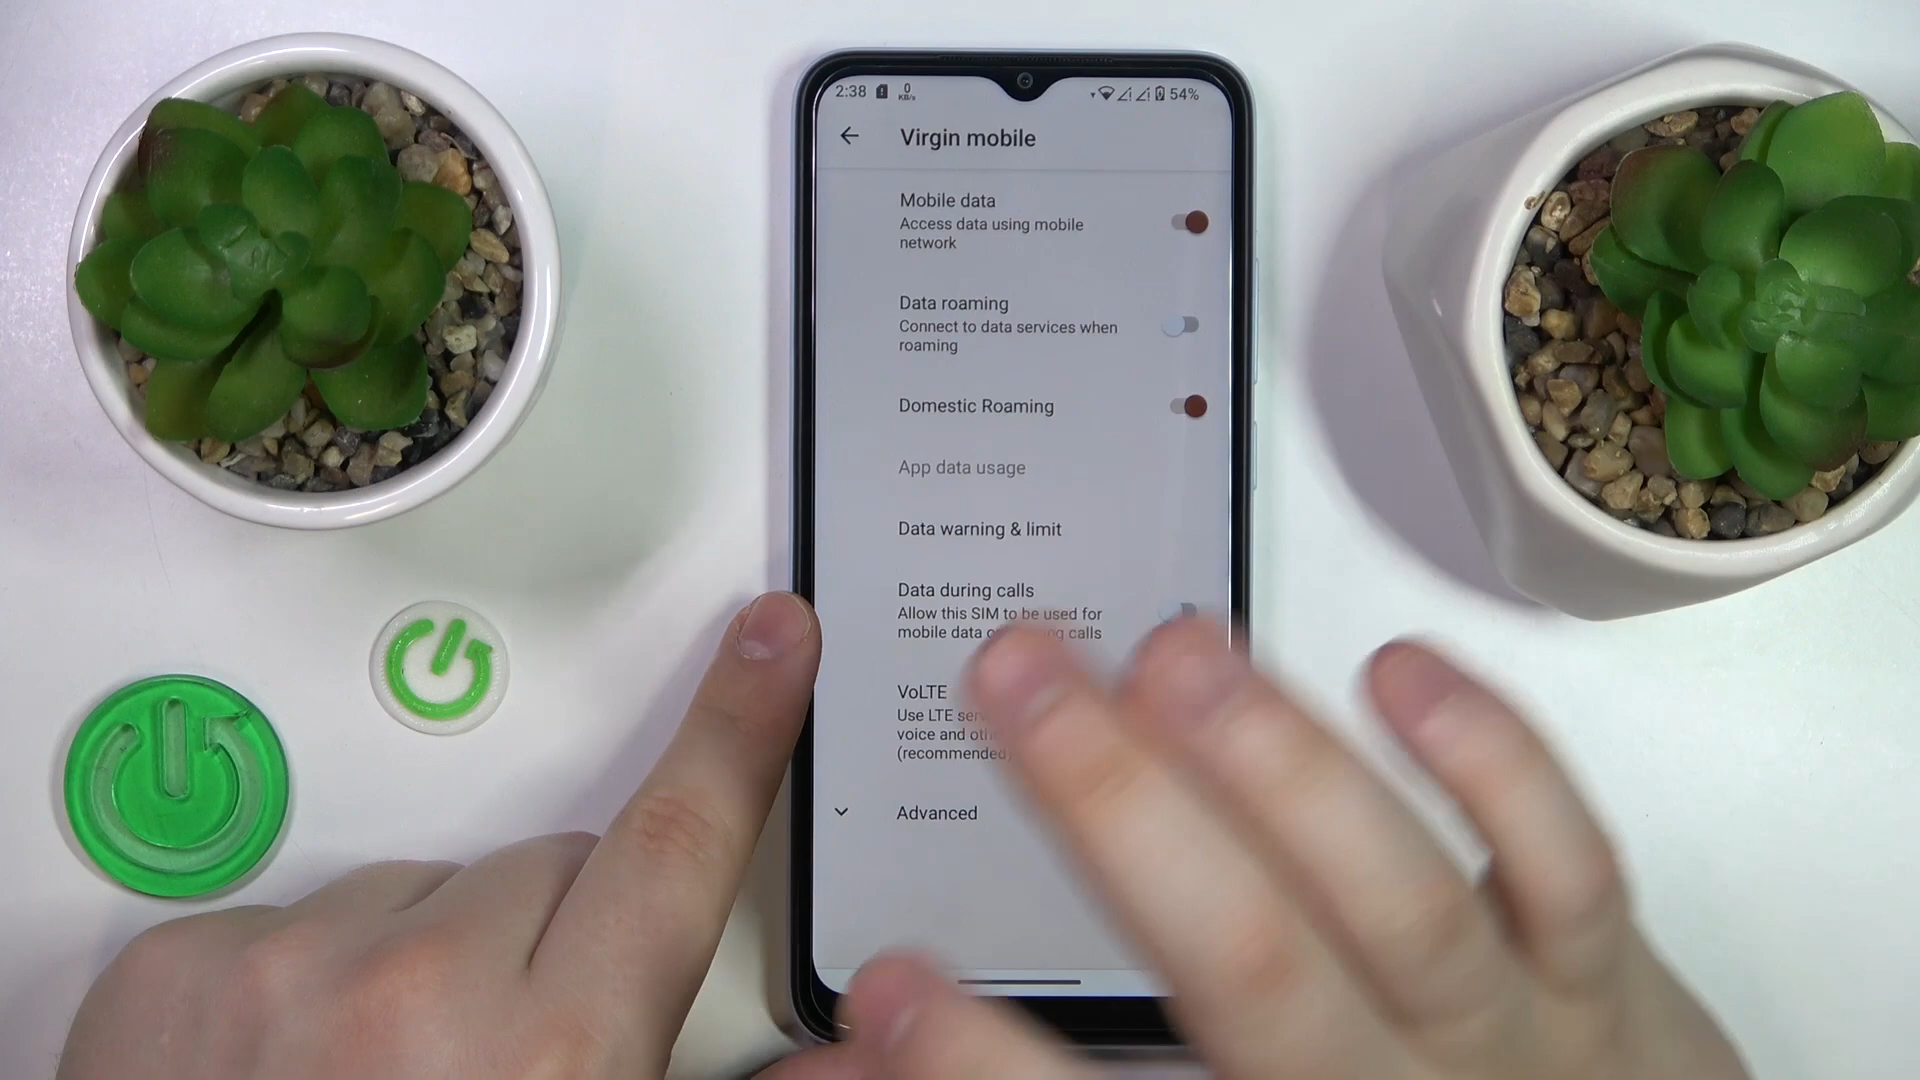 2:38 0 KB/s 54%
Virgin mobile
Mobile data
Access data using mobile
network
Data roaming
Connect to data services when
roaming
Domestic Roaming
App data usage
Data warning & limit
Data during calls
Allow this SIM to be used for
mobile data calls
VoLTE
Use LTE
voice and
(recommended)
Advanced